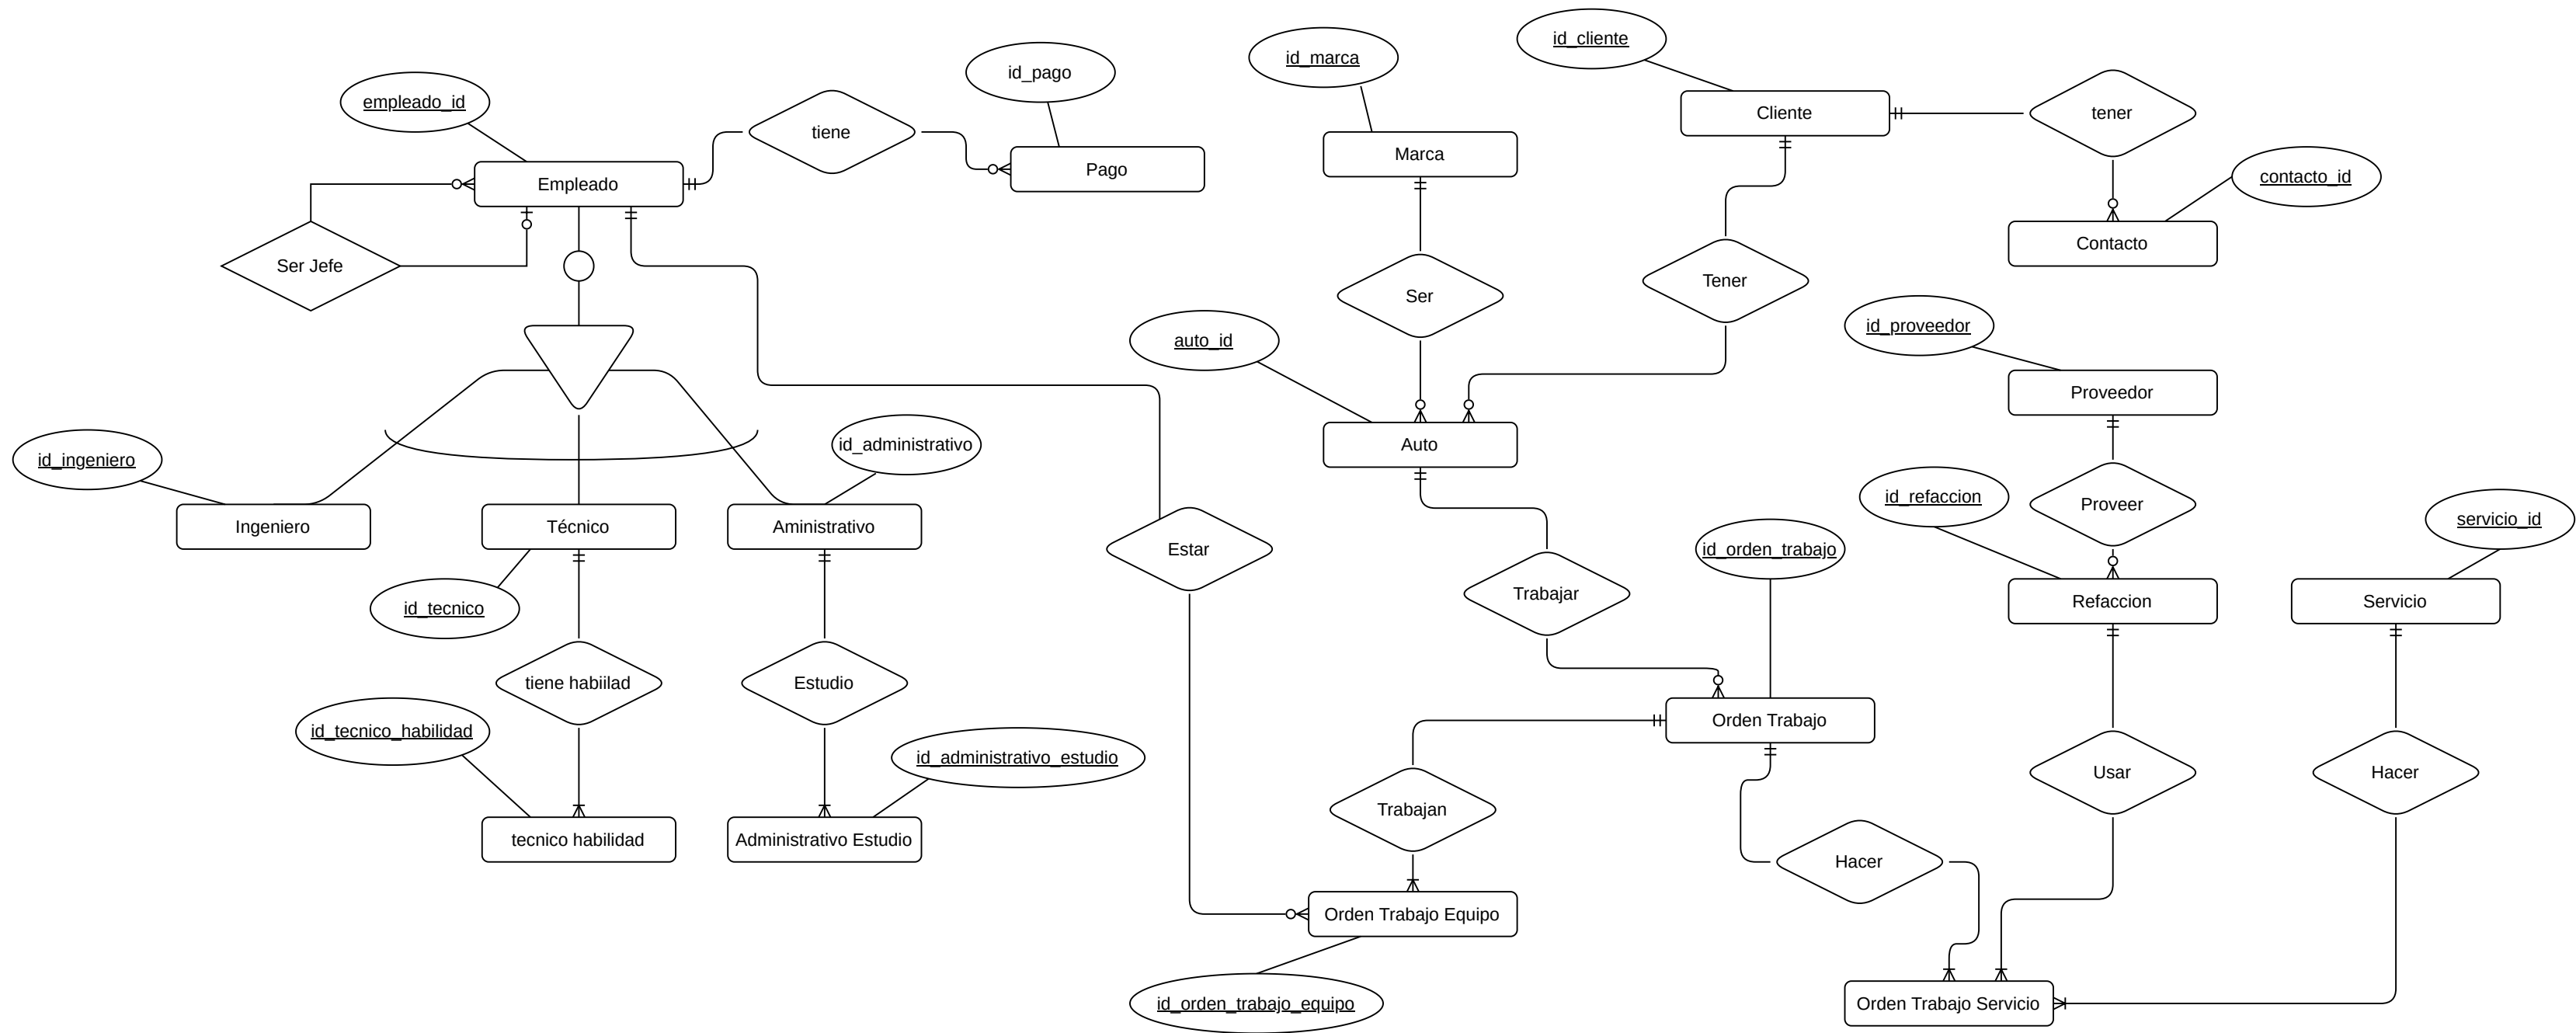 id_cliente
id_marca
id_pago
empleado_id
tiene
Cliente
tener
Marca
Pago
contacto_id
Empleado
Contacto
Ser Jefe
Ser
Tener
id_proveedor
auto_id
Proveedor
id_administrativo
Auto
id_ingeniero
id_refaccion
Proveer
servicio_id
Ingeniero
Técnico
Aministrativo
Estar
id_orden_trabajo
id_tecnico
Trabajar
Refaccion
Servicio
tiene habiilad
Estudio
Orden Trabajo
id_tecnico_habilidad
id_administrativo_estudio
Usar
Hacer
Trabajan
tecnico habilidad
Administrativo Estudio
Hacer
Orden Trabajo Equipo
id_orden_trabajo_equipo
Orden Trabajo Servicio